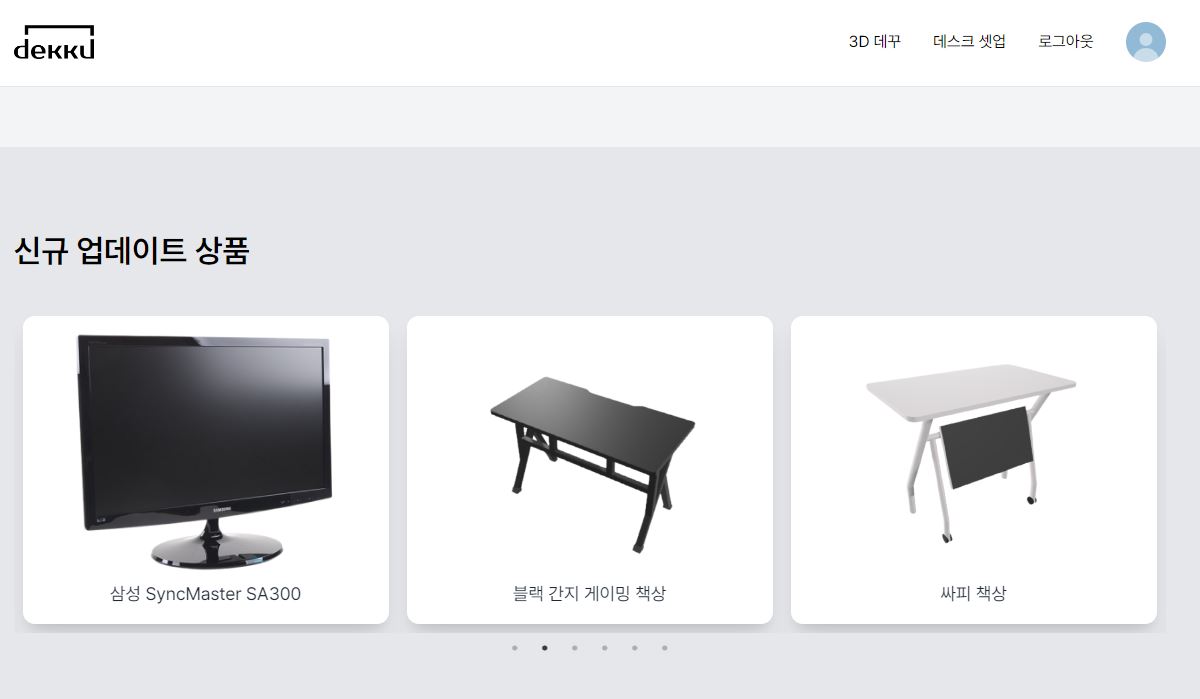 dekku
3D 데꾸
데스크 셋업
로그아웃
신규 업데이트 상품
SAMSUNG
삼성 SyncMaster SA300
블랙 간지 게이밍 책상
싸피 책상